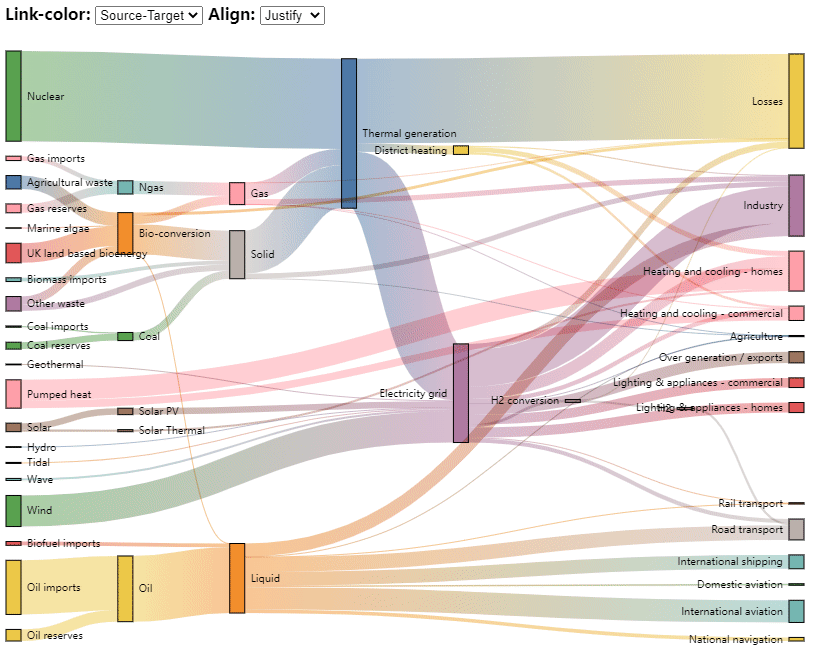 Link-color: Source-Target Align: Justify
Nuclear
Gas imports
Agricultural waste
Gas reserves
Marine algae
UK land based bioenergy
Biomass imports
Other waste
Coal imports
Coal reserves
Geothermal
Pumped heat
Solar
Hydro
Tidal
Wave
Wind
Biofuel imports
Oil imports
Oil reserves
Ngas
Bio-conversion
Coal
Solar PV
Solar Thermal
Oil
Gas
Solid
Liquid
Thermal generation
District heating
Electricity grid
H2 conversion
H2
Losses
Industry
Heating and cooling - homes
Heating and cooling - commercial
Agriculture
Over generation / exports
Lighting & appliances - commercial
Lighting & appliances - homes
Rail transport
Road transport
International shipping
Domestic aviation
International aviation
National navigation